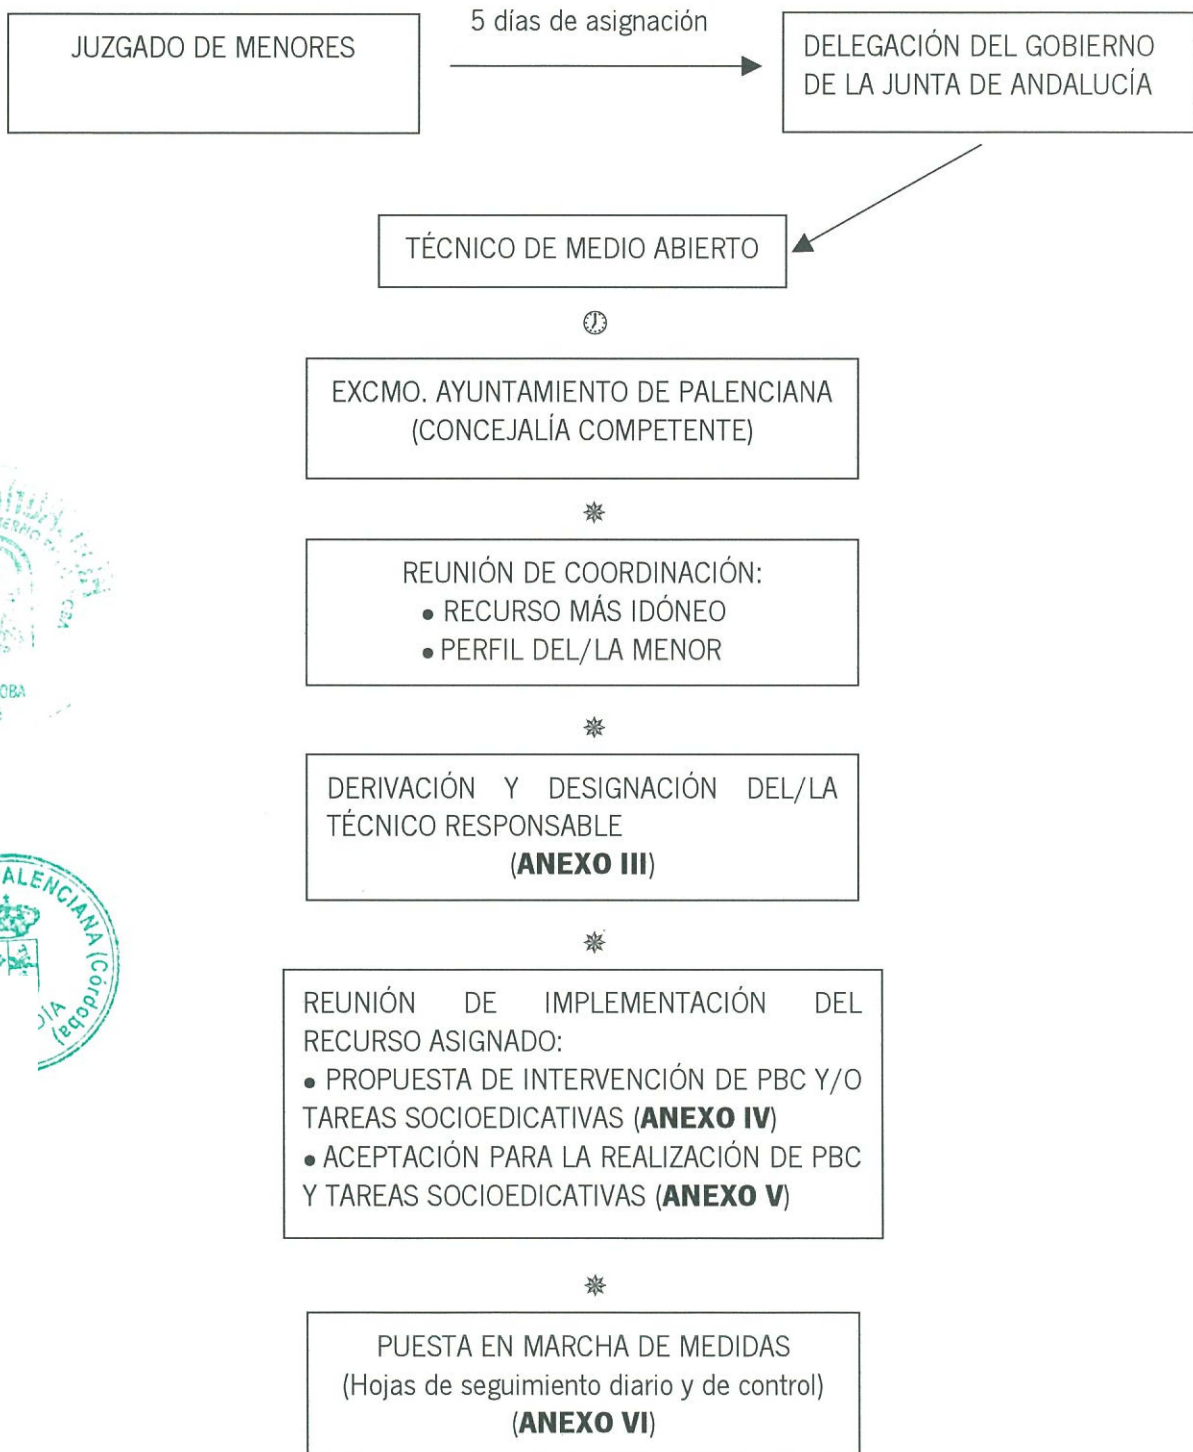 5 días de asignación
JUZGADO DE MENORES
DELEGACIÓN DEL GOBIERNO
DE LA JUNTA DE ANDALUCÍA
TÉCNICO DE MEDIO ABIERTO
EXCMO. AYUNTAMIENTO DE PALENCIANA
(CONCEJALÍA COMPETENTE)
REUNIÓN DE COORDINACIÓN:
• RECURSO MÁS IDÓNEO
• PERFIL DEL/LA MENOR
DERIVACIÓN Y DESIGNACIÓN DEL/LA
TÉCNICO RESPONSABLE
(ANEXO III)
PALENCIANA (Córdoba)
REUNIÓN DE IMPLEMENTACIÓN DEL
RECURSO ASIGNADO:
• PROPUESTA DE INTERVENCIÓN DE PBC Y/O
TAREAS SOCIOEDICATIVAS (ANEXO IV)
• ACEPTACIÓN PARA LA REALIZACIÓN DE PBC
Y TAREAS SOCIOEDICATIVAS (ANEXO V)
PUESTA EN MARCHA DE MEDIDAS
(Hojas de seguimiento diario y de control)
(ANEXO VI)